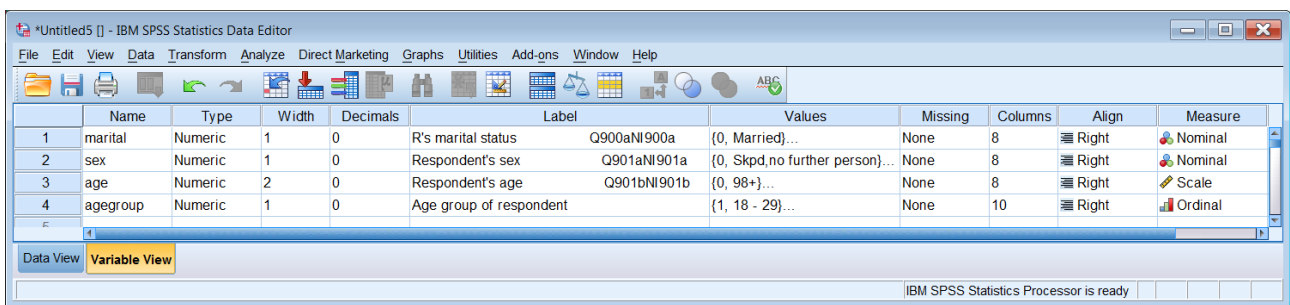 *Untitled5 [] - IBM SPSS Statistics Data Editor
File Edit View Data Transform Analyze Direct Marketing Graphs Utilities Add-ons Window Help
ABC
Name Type Width Decimals Label Values Missing Columns Align Measure
1 marital Numeric 1 0 R's marital status Q900aNI900a {0, Married}... None 8 Right Nominal
2 sex Numeric 1 0 Respondent's sex Q901aNI901a {0, Skpd,no further person}... None 8 Right Nominal
3 age Numeric 2 0 Respondent's age Q901bNI901b {0, 98+}... None 8 Right Scale
4 agegroup Numeric 1 0 Age group of respondent {1, 18 - 29}... None 10 Right Ordinal
Data View Variable View
IBM SPSS Statistics Processor is ready